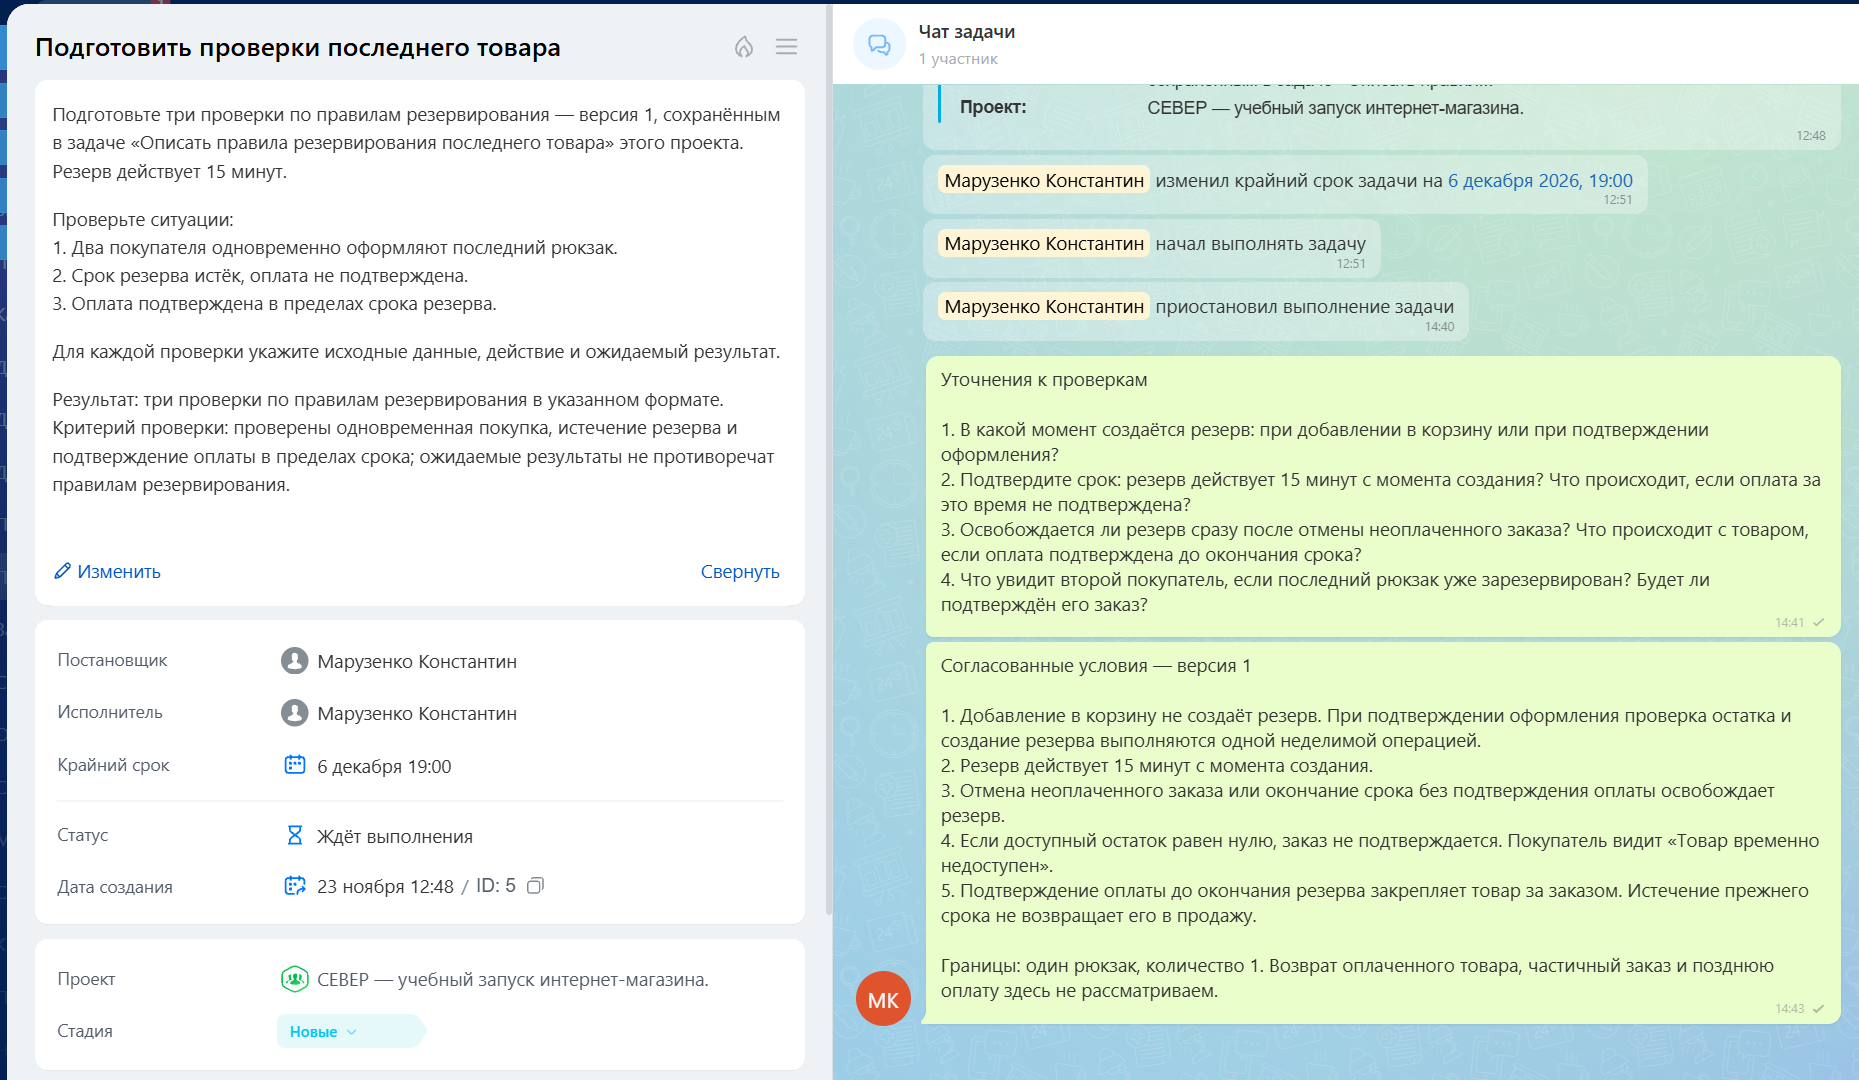 Подготовить проверки последнего товара
Подготовьте три проверки по правилам резервирования — версия 1, сохранённым
в задаче «Описать правила резервирования последнего товара» этого проекта.
Резерв действует 15 минут.
Проверьте ситуации:
1. Два покупателя одновременно оформляют последний рюкзак.
2. Срок резерва истёк, оплата не подтверждена.
3. Оплата подтверждена в пределах срока резерва.
Для каждой проверки укажите исходные данные, действие и ожидаемый результат.
Результат: три проверки по правилам резервирования в указанном формате.
Критерий проверки: проверены одновременная покупка, истечение резерва и
подтверждение оплаты в пределах срока; ожидаемые результаты не противоречат
правилам резервирования.
Изменить
Свернуть
Постановщик
Марузенко Константин
Исполнитель
Марузенко Константин
Крайний срок
6 декабря 19:00
Статус
Ждёт выполнения
Дата создания
23 ноября 12:48 / ID: 5
Проект
СЕВЕР — учебный запуск интернет-магазина.
Стадия
Новые
Чат задачи
1 участник
Проект:
СЕВЕР — учебный запуск интернет-магазина.
12:48
Марузенко Константин изменил крайний срок задачи на 6 декабря 2026, 19:00
12:51
Марузенко Константин начал выполнять задачу
12:51
Марузенко Константин приостановил выполнение задачи
14:40
Уточнения к проверкам
1. В какой момент создаётся резерв: при добавлении в корзину или при подтверждении
оформления?
2. Подтвердите срок: резерв действует 15 минут с момента создания? Что происходит, если оплата за
это время не подтверждена?
3. Освобождается ли резерв сразу после отмены неоплаченного заказа? Что происходит с товаром,
если оплата подтверждена до окончания срока?
4. Что увидит второй покупатель, если последний рюкзак уже зарезервирован? Будет ли
подтверждён его заказ?
14:41
Согласованные условия — версия 1
1. Добавление в корзину не создаёт резерв. При подтверждении оформления проверка остатка и
создание резерва выполняются одной неделимой операцией.
2. Резерв действует 15 минут с момента создания.
3. Отмена неоплаченного заказа или окончание срока без подтверждения оплаты освобождает
резерв.
4. Если доступный остаток равен нулю, заказ не подтверждается. Покупатель видит «Товар временно
недоступен».
5. Подтверждение оплаты до окончания резерва закрепляет товар за заказом. Истечение прежнего
срока не возвращает его в продажу.
Границы: один рюкзак, количество 1. Возврат оплаченного товара, частичный заказ и позднюю
оплату здесь не рассматриваем.
14:43
МК